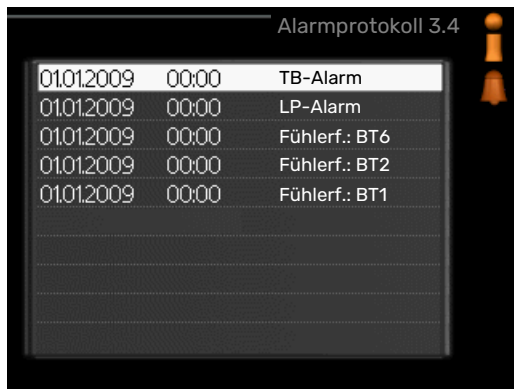 Alarmprotokoll 3.4
01.01.2009 00:00 TB-Alarm
01.01.2009 00:00 LP-Alarm
01.01.2009 00:00 Fühlerf.: BT6
01.01.2009 00:00 Fühlerf.: BT2
01.01.2009 00:00 Fühlerf.: BT1